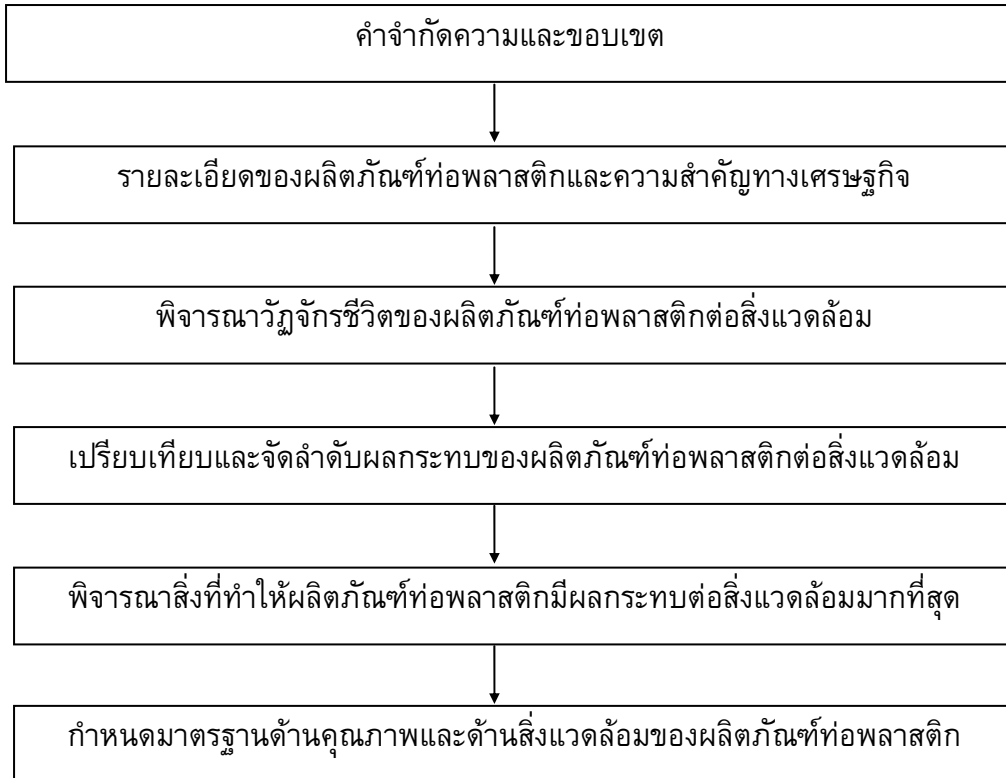 คำจำกัดความและขอบเขต
รายละเอียดของผลิตภัณฑ์ท่อพลาสติกและความสำคัญทางเศรษฐกิจ
พิจารณาวัฏจักรชีวิตของผลิตภัณฑ์ท่อพลาสติกต่อสิ่งแวดล้อม
เปรียบเทียบและจัดลำดับผลกระทบของผลิตภัณฑ์ท่อพลาสติกต่อสิ่งแวดล้อม
พิจารณาสิ่งที่ทำให้ผลิตภัณฑ์ท่อพลาสติกมีผลกระทบต่อสิ่งแวดล้อมมากที่สุด
กำหนดมาตรฐานด้านคุณภาพและด้านสิ่งแวดล้อมของผลิตภัณฑ์ท่อพลาสติก